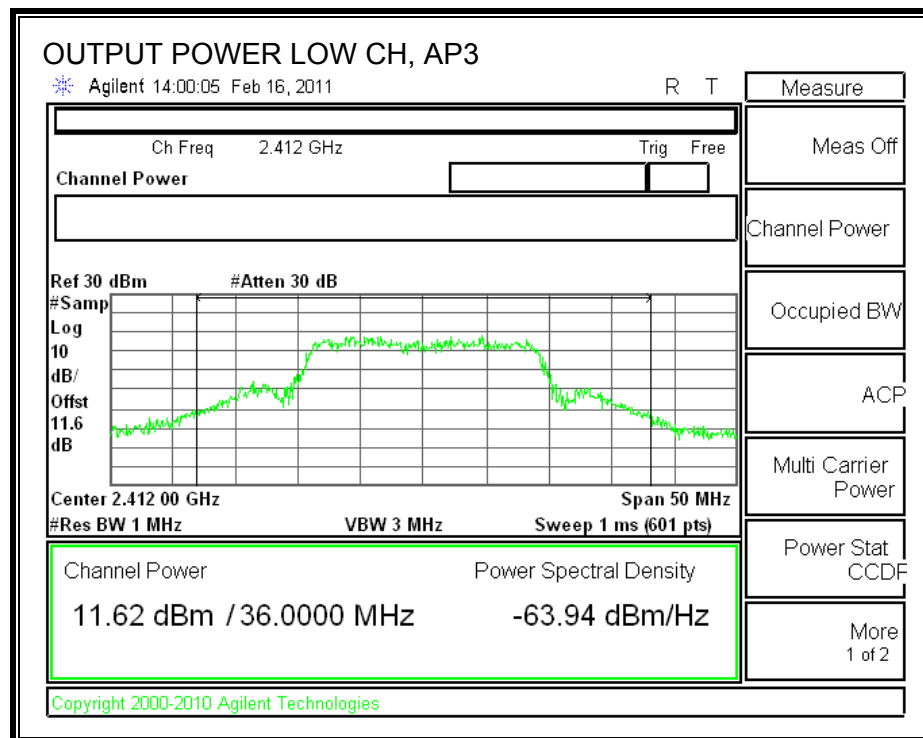 OUTPUT POWER LOW CH, AP3
Agilent 14:00:05 Feb 16, 2011
R T
Measure
Ch Freq 2.412 GHz
Trig Free
Meas Off
Channel Power
Channel Power
Ref 30 dBm #Atten 30 dB
#Samp
Log
10
dB/
Offst
11.6
dB
Occupied BW
ACP
Multi Carrier
Power
Center 2.412 00 GHz
Span 50 MHz
#Res BW 1 MHz
VBW 3 MHz
Sweep 1 ms (601 pts)
Power Stat
CCDF
Channel Power
Power Spectral Density
11.62 dBm / 36.0000 MHz
-63.94 dBm/Hz
More
1 of 2
Copyright 2000-2010 Agilent Technologies